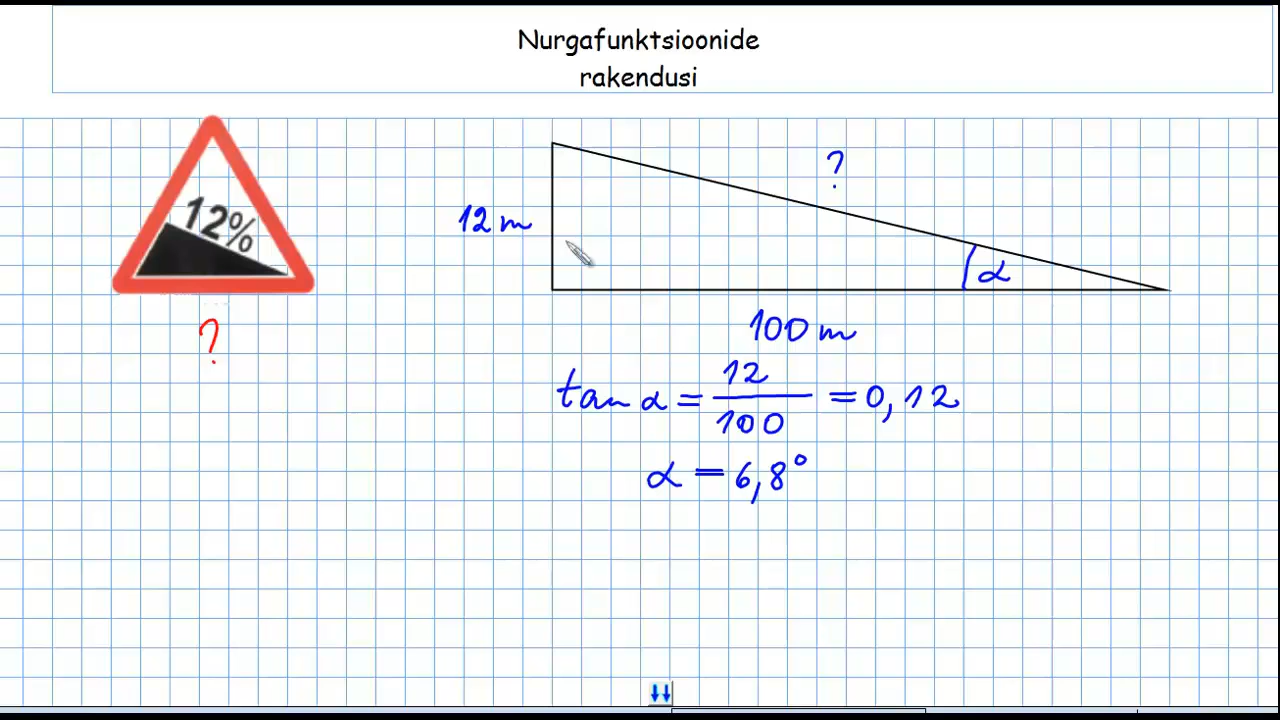 Nurgafunktsioonide
rakendusi
12%
?
12 m
?
α
100 m
tan α = 12/100 = 0,12
α = 6,8°